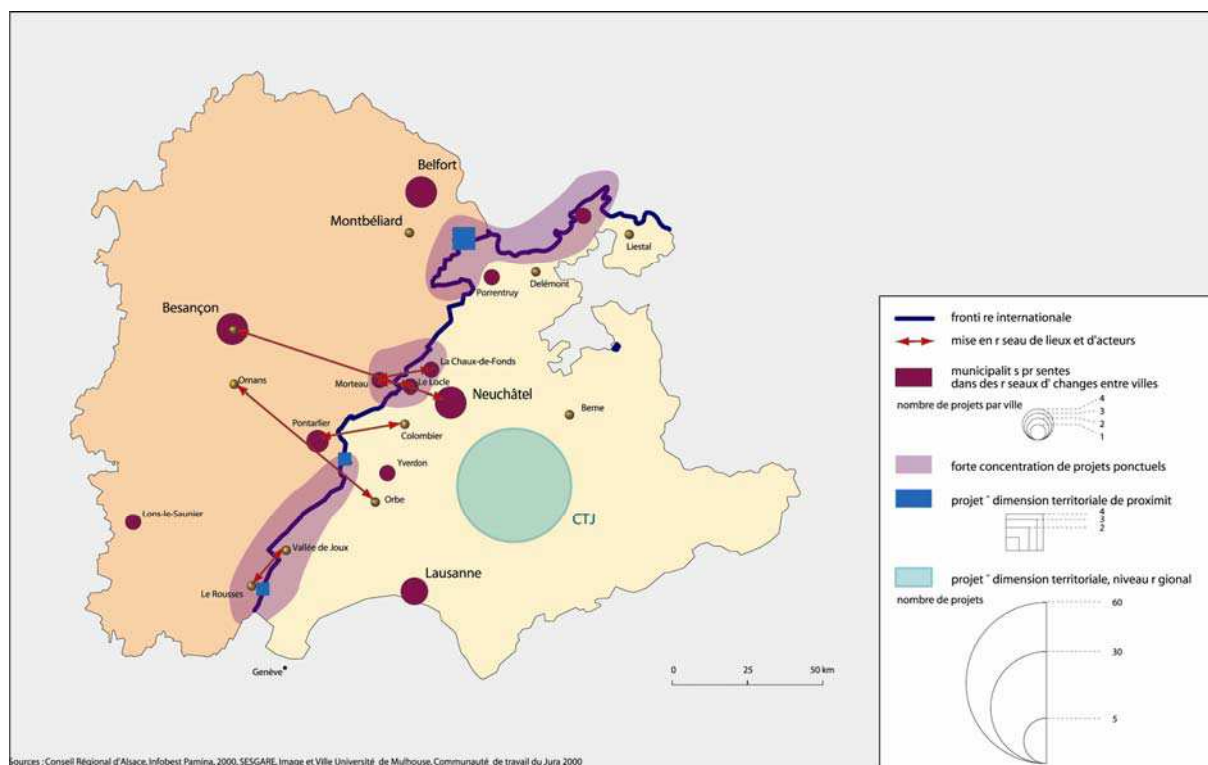 Belfort
Montbéliard
Liestal
Delémont
Porrentruy
Besançon
La Chaux-de-Fonds
Morteau
Le Locle
Ornans
Neuchâtel
Berne
Pontarlier
Colombier
Yverdon
Orbe
CTJ
Lons-le-Saunier
Vallée de Joux
Lausanne
Le Rousses
Genève
0 25 50 km
fronti re internationale
mise en r seau de lieux et d'acteurs
municipalit s pr sentes
dans des r seaux d' changes entre villes
nombre de projets par ville
4
3
2
1
forte concentration de projets ponctuels
projet ˆ dimension territoriale de proximit
4
3
2
projet ˆ dimension territoriale, niveau r gional
nombre de projets
60
30
5
Sources : Conseil Régional d'Alsace, Infobest Pamina, 2000, SESGARE, Image et Ville Université de Mulhouse, Communauté de travail du Jura 2000